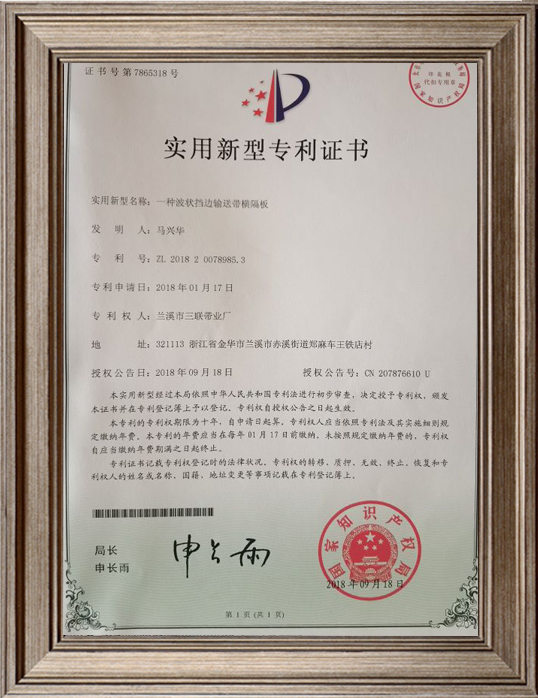 证书号第7865318号
印花税
代扣专用章
国家知识产权局
实用新型专利证书
实用新型名称：一种波状挡边输送带横隔板
发明人：马兴华
专利号：ZL 2018 2 0078985.3
专利申请日：2018年01月17日
专利权人：兰溪市三联带业厂
地址：321113 浙江省金华市兰溪市赤溪街道郑麻车王铁店村
授权公告日：2018年09月18日 授权公告号：CN 207876610 U
本实用新型经过本局依照中华人民共和国专利法进行初步审查，决定授予专利权，颁发
本证书并在专利登记簿上予以登记。专利权自授权公告之日起生效。
本专利的专利权期限为十年，自申请日起算。专利权人应当依照专利法及其实施细则规
定缴纳年费。本专利的年费应当在每年01月17日前缴纳。未按照规定缴纳年费的，专利权
自应当缴纳年费期满之日起终止。
专利证书记载专利权登记时的法律状况。专利权的转移、质押、无效、终止、恢复和专利
权人的姓名或名称、国籍、地址变更等事项记载在专利登记簿上。
局长
申长雨
申长雨
国家知识产权局
2018年09月18日
第1页（共1页）